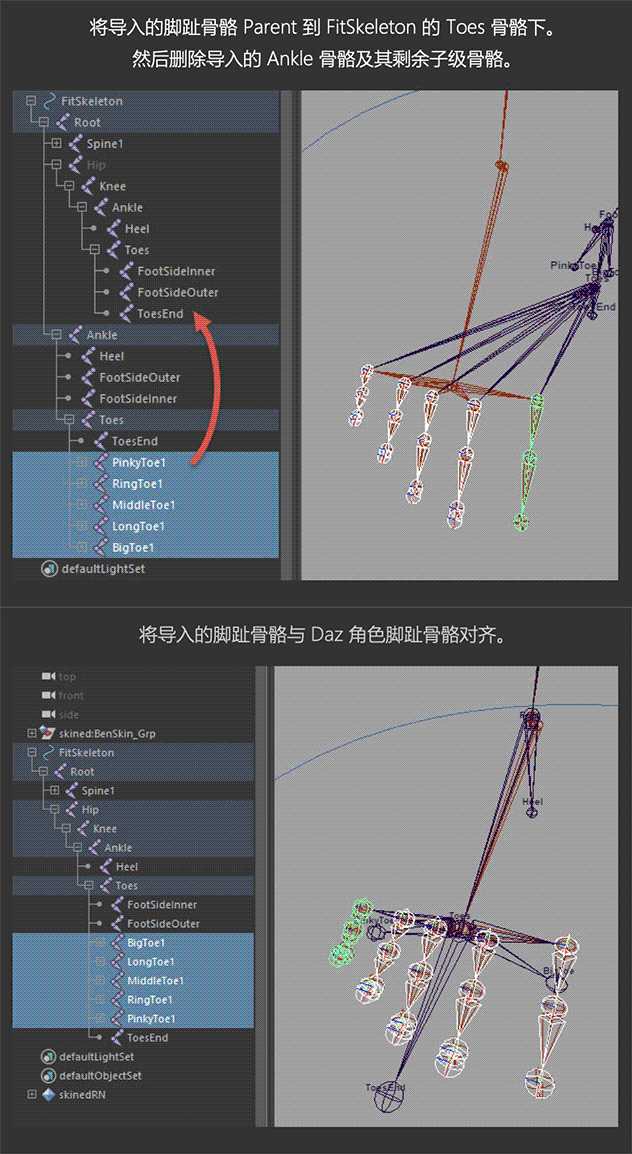 将导入的脚趾骨骼 Parent 到 FitSkeleton 的 Toes 骨骼下。
然后删除导入的 Ankle 骨骼及其剩余子级骨骼。
FitSkeleton
Root
Spine1
Hip
Knee
Ankle
Heel
Toes
FootSideInner
FootSideOuter
ToesEnd
Ankle
Heel
FootSideOuter
FootSideInner
Toes
ToesEnd
PinkyToe1
RingToe1
MiddleToe1
LongToe1
BigToe1
defaultLightSet
PinkyToe
Toes
将导入的脚趾骨骼与 Daz 角色脚趾骨骼对齐。
top
front
side
skined:BenSkin_Grp
FitSkeleton
Root
Spine1
Hip
Knee
Ankle
Heel
Toes
FootSideInner
FootSideOuter
BigToe1
LongToe1
MiddleToe1
RingToe1
PinkyToe1
ToesEnd
defaultLightSet
defaultObjectSet
skinedRN
Heel
Toes
ToesEnd